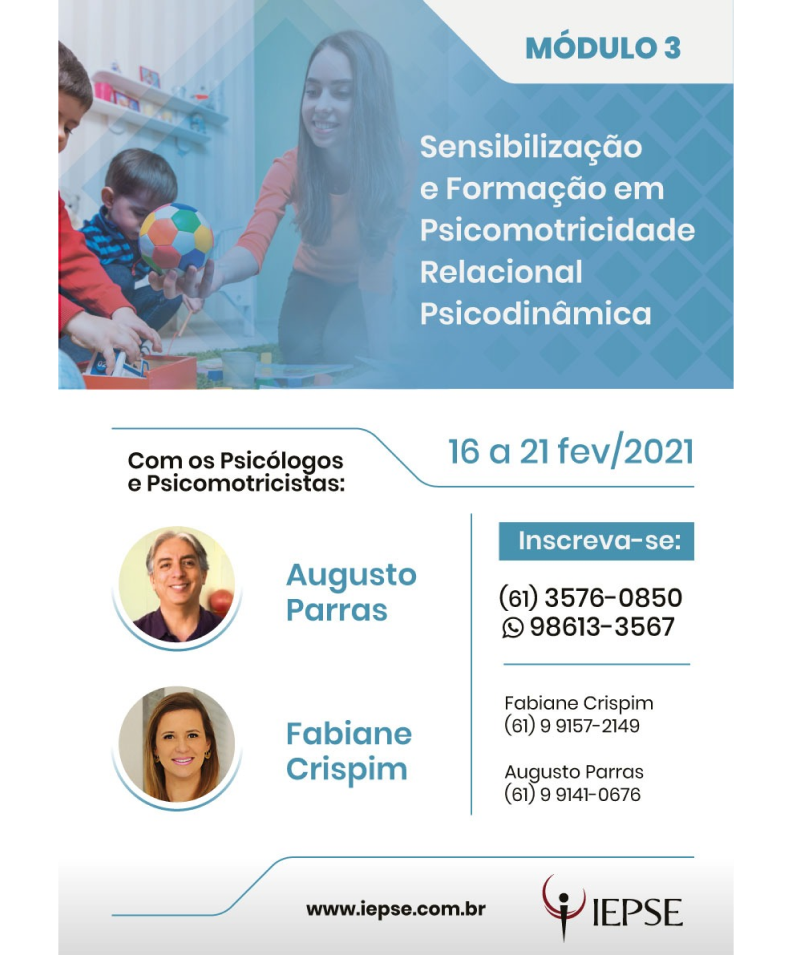 MÓDULO 3
Sensibilização
e Formação em
Psicomotricidade
Relacional
Psicodinâmica
16 a 21 fev/2021
Com os Psicólogos
e Psicomotricistas:
Augusto
Parras
Fabiane
Crispim
Inscreva-se:
(61) 3576-0850
98613-3567
Fabiane Crispim
(61) 9 9157-2149
Augusto Parras
(61) 9 9141-0676
www.iepse.com.br
IEPSE